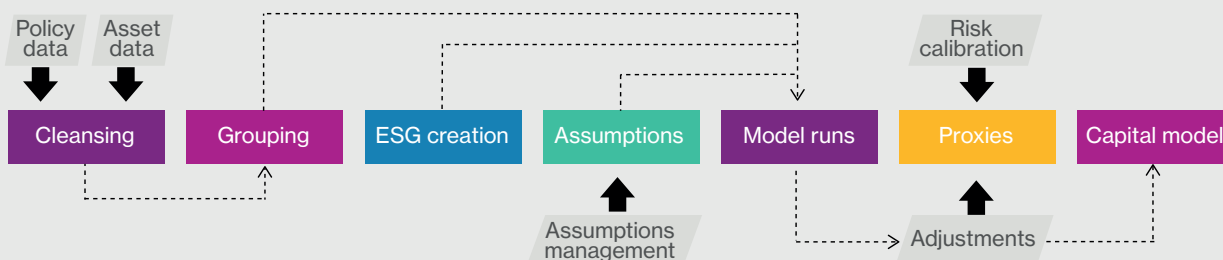 Policy
data
Asset
data
Risk
calibration
Cleansing
Grouping
ESG creation
Assumptions
Model runs
Proxies
Capital model
Assumptions
management
Adjustments